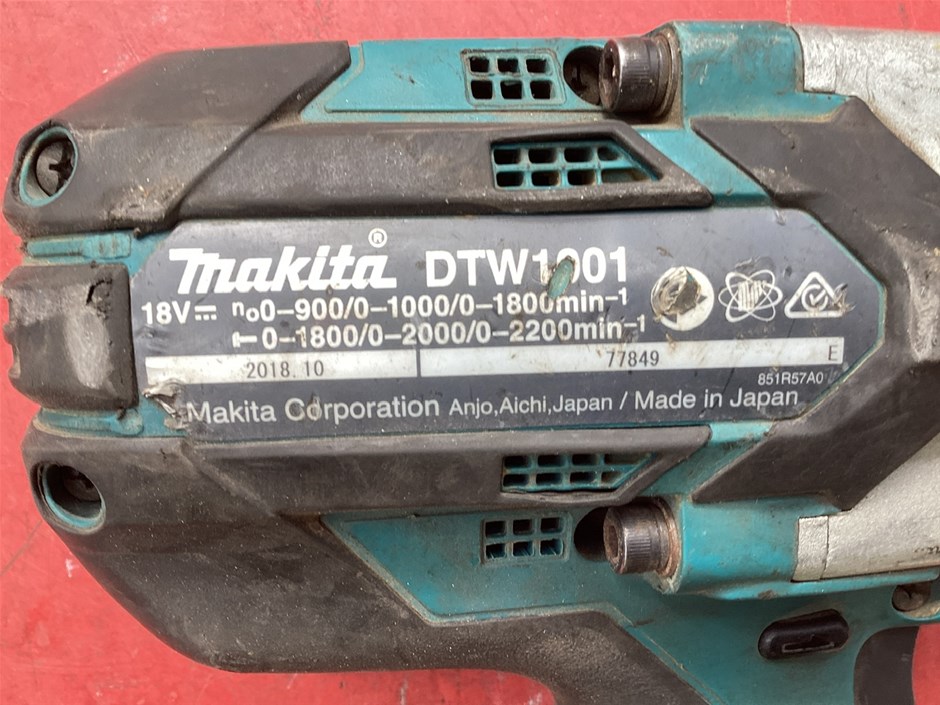 makita® DTW1001
18V⎓ n₀0-900/0-1000/0-1800min⁻¹
0-1800/0-2000/0-2200min⁻¹
2018.10 77849 E
851R57A0
Makita Corporation Anjo,Aichi,Japan / Made in Japan